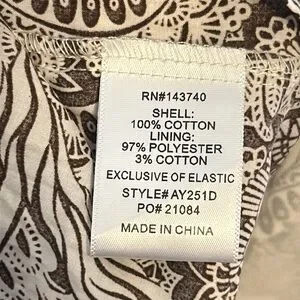 RN#143740
SHELL:
100% COTTON
LINING:
97% POLYESTER
3% COTTON
EXCLUSIVE OF ELASTIC
STYLE# AY251D
PO# 21084
MADE IN CHINA